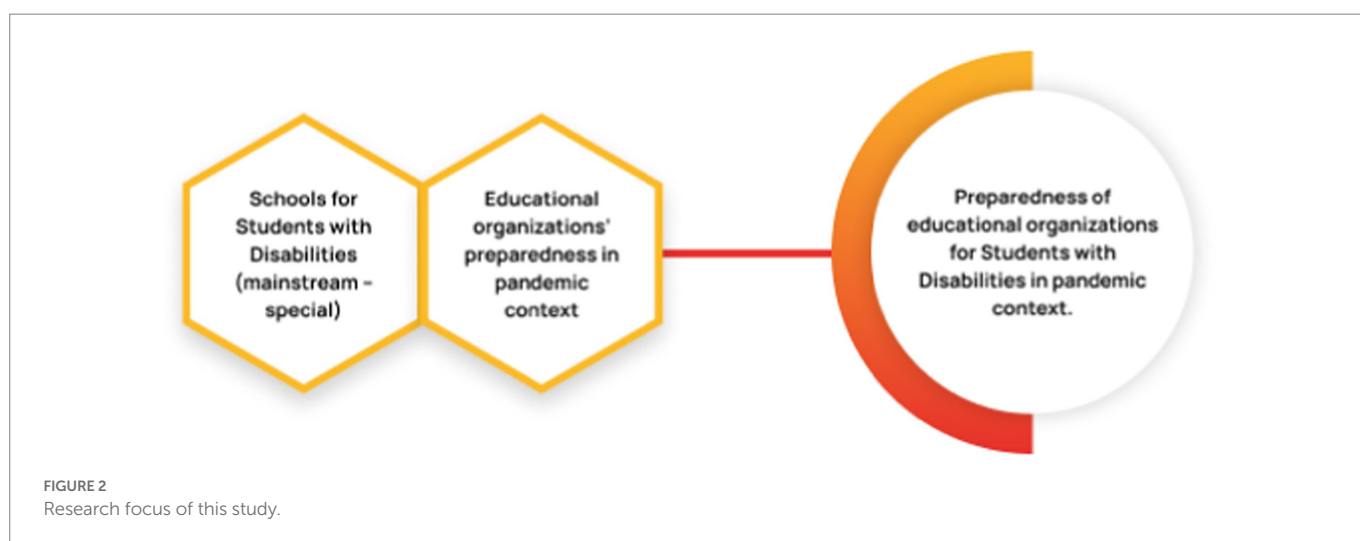 Schools for
Students with
Disabilities
(mainstream –
special)
Educational
organizations'
preparedness in
pandemic
context
Preparedness of
educational organizations
for Students with
Disabilities in pandemic
context.
FIGURE 2
Research focus of this study.